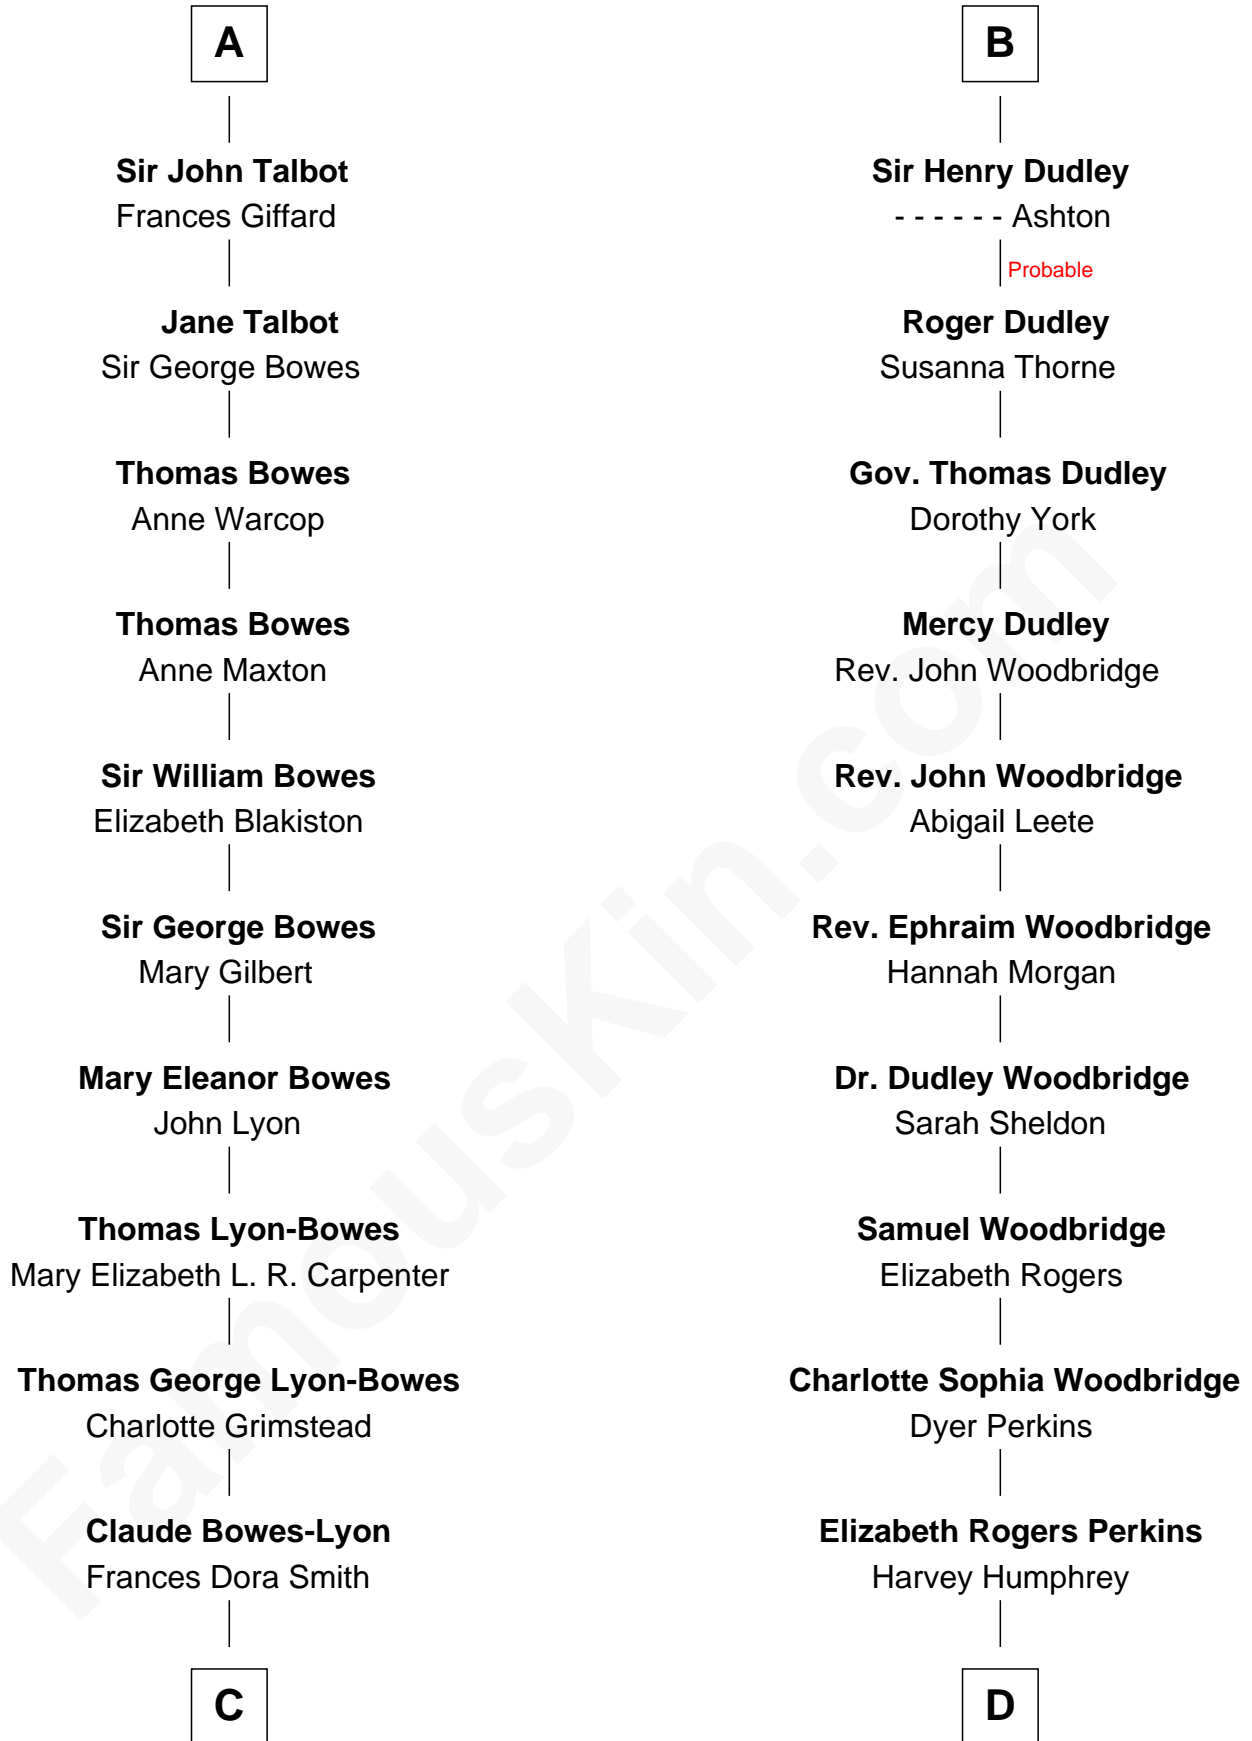 A
Sir John Talbot
Frances Giffard
Jane Talbot
Sir George Bowes
Thomas Bowes
Anne Warcop
Thomas Bowes
Anne Maxton
Sir William Bowes
Elizabeth Blakiston
Sir George Bowes
Mary Gilbert
Mary Eleanor Bowes
John Lyon
Thomas Lyon-Bowes
Mary Elizabeth L. R. Carpenter
Thomas George Lyon-Bowes
Charlotte Grimstead
Claude Bowes-Lyon
Frances Dora Smith
C
B
Sir Henry Dudley
- - - - - - Ashton
Probable
Roger Dudley
Susanna Thorne
Gov. Thomas Dudley
Dorothy York
Mercy Dudley
Rev. John Woodbridge
Rev. John Woodbridge
Abigail Leete
Rev. Ephraim Woodbridge
Hannah Morgan
Dr. Dudley Woodbridge
Sarah Sheldon
Samuel Woodbridge
Elizabeth Rogers
Charlotte Sophia Woodbridge
Dyer Perkins
Elizabeth Rogers Perkins
Harvey Humphrey
D
FamousKin.com